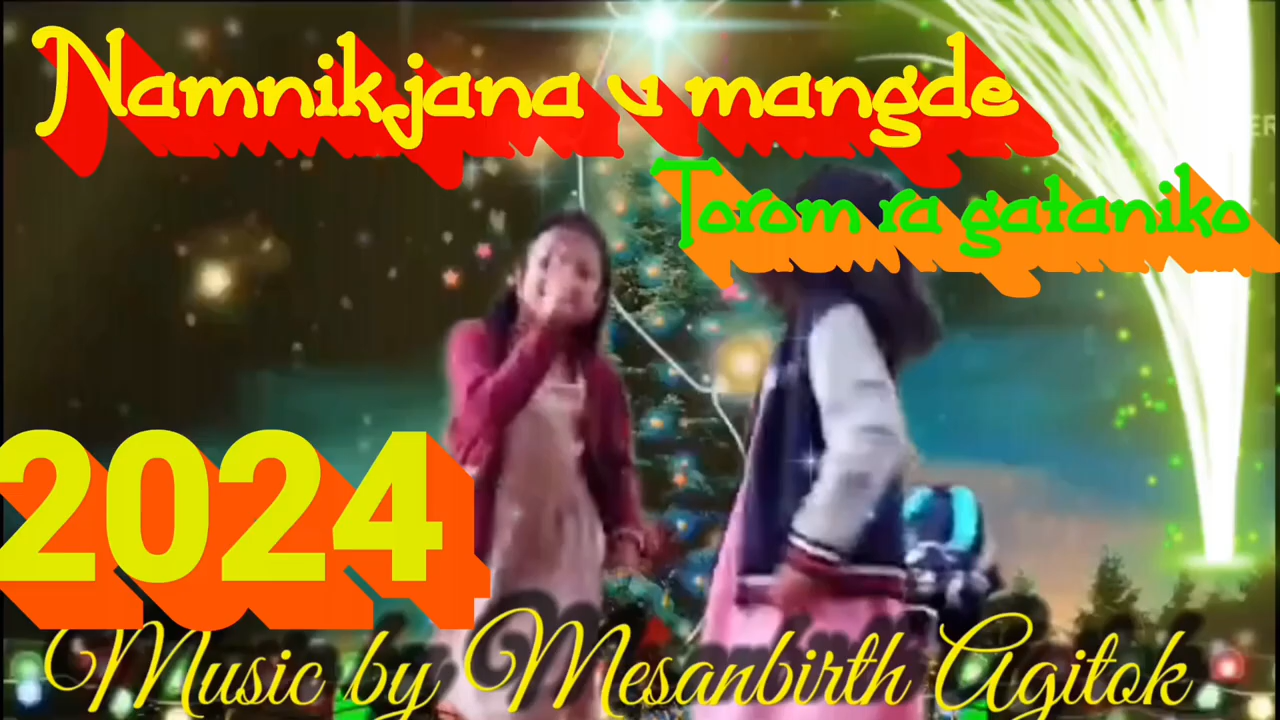 Namnikjana u mangde
Torom ra gataniko
2024
Music by Mesanbirth Agitok